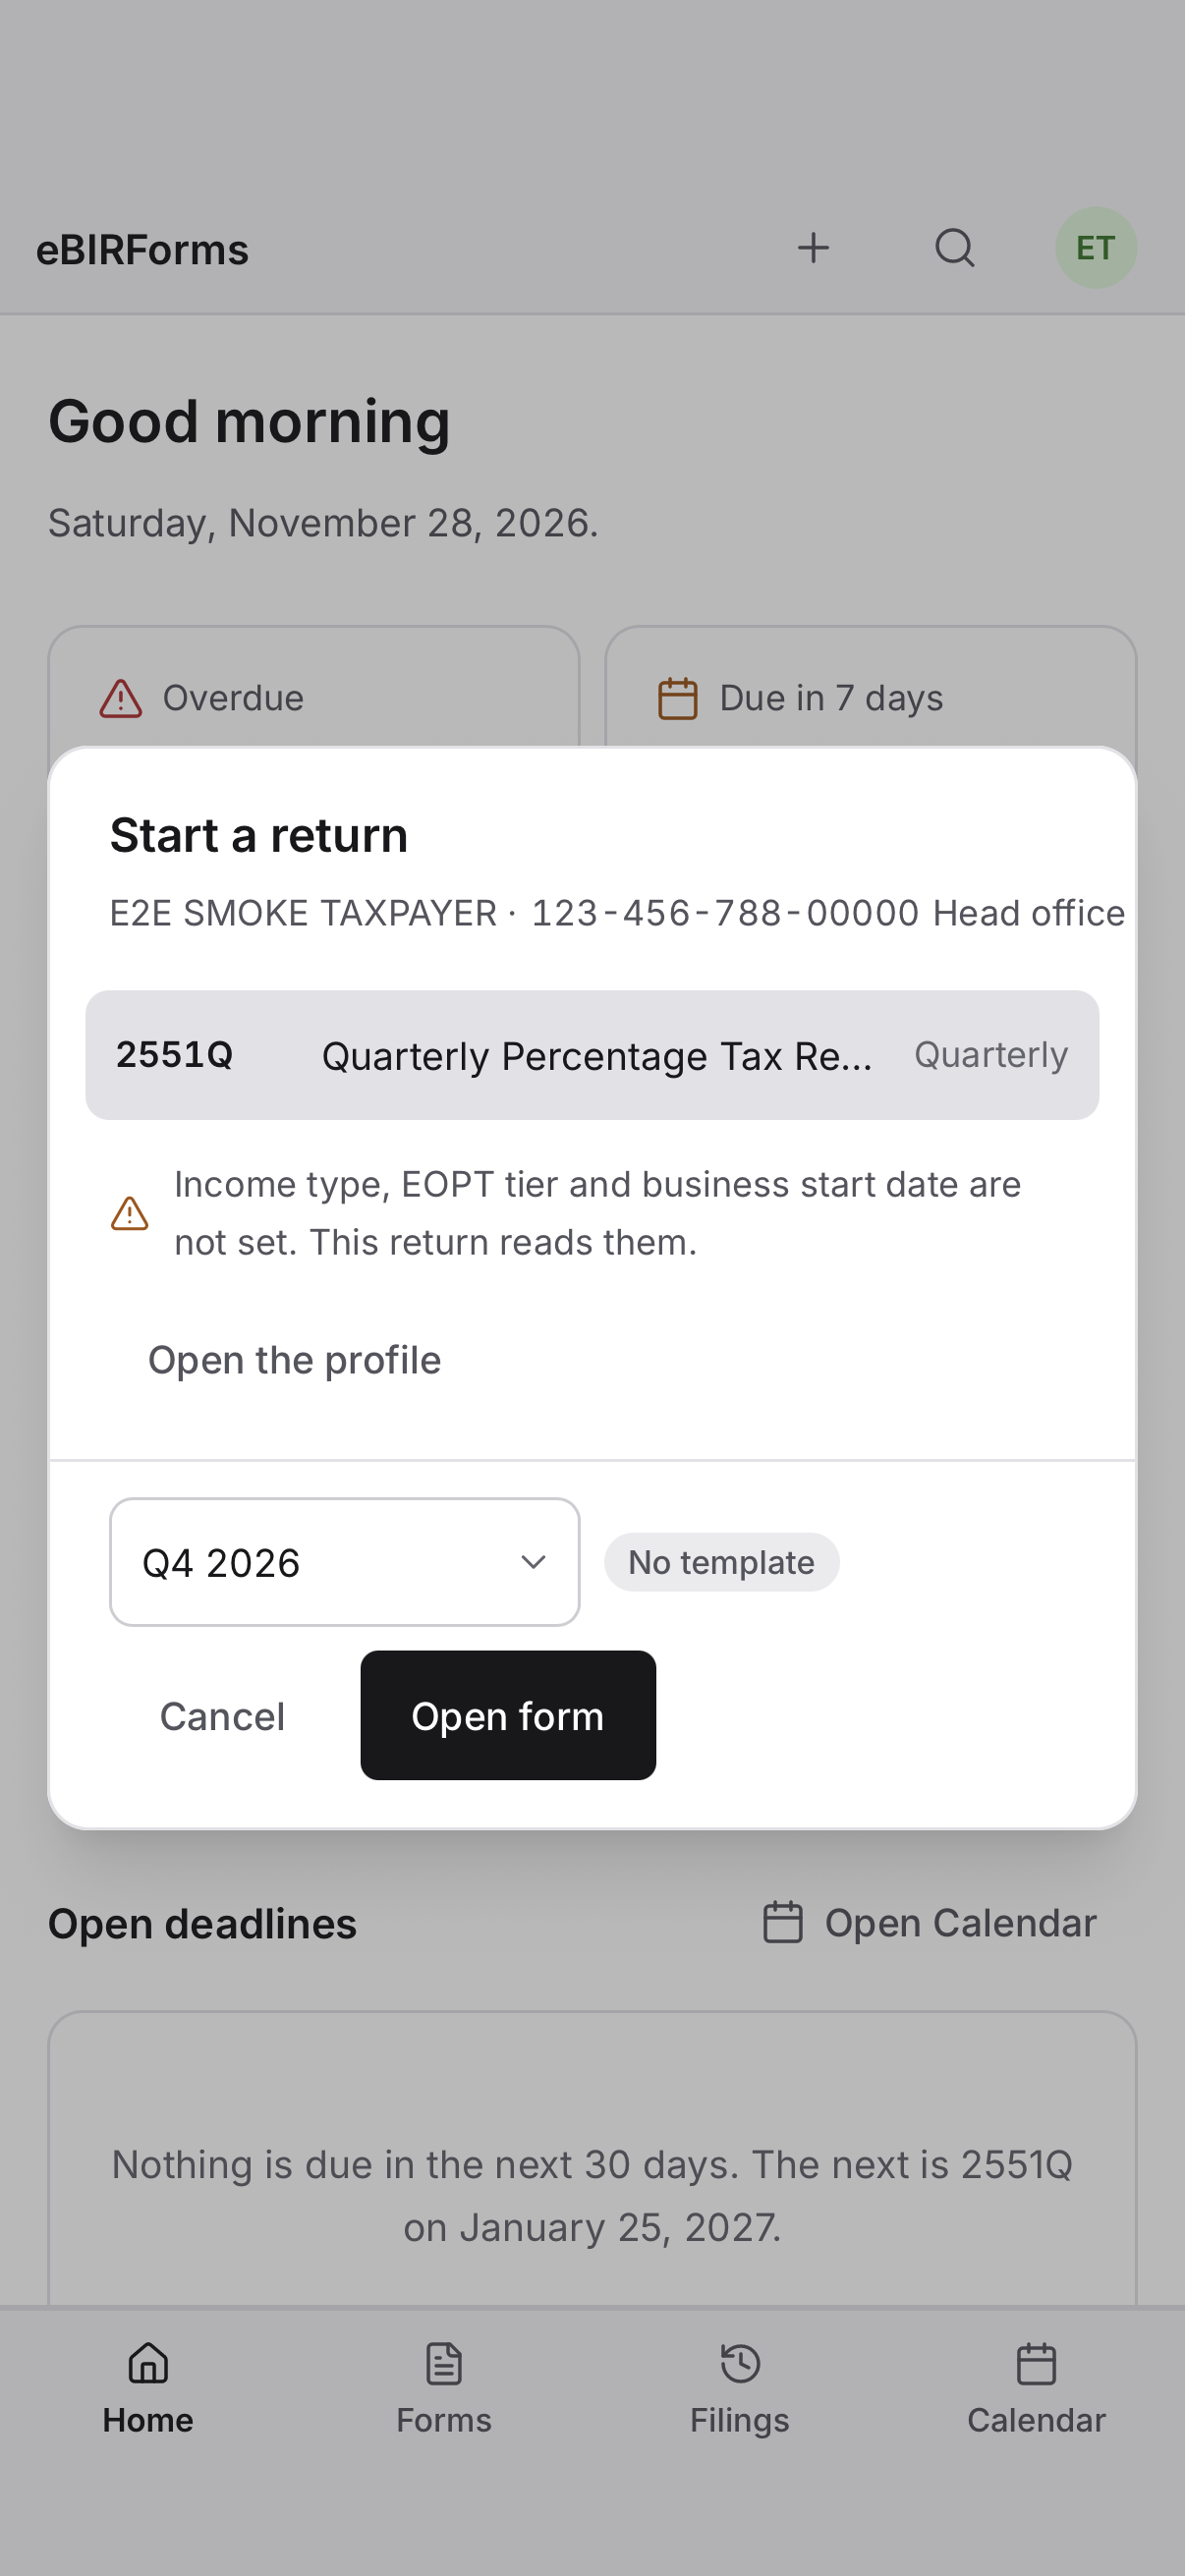 eBIRForms
ET
Good morning
Saturday, November 28, 2026.
Overdue
Due in 7 days
Start a return
E2E SMOKE TAXPAYER · 123-456-788-00000 Head office
2551Q Quarterly Percentage Tax Re... Quarterly
Income type, EOPT tier and business start date are
not set. This return reads them.
Open the profile
Q4 2026
No template
Cancel
Open form
Open deadlines
Open Calendar
Nothing is due in the next 30 days. The next is 2551Q
on January 25, 2027.
Home
Forms
Filings
Calendar